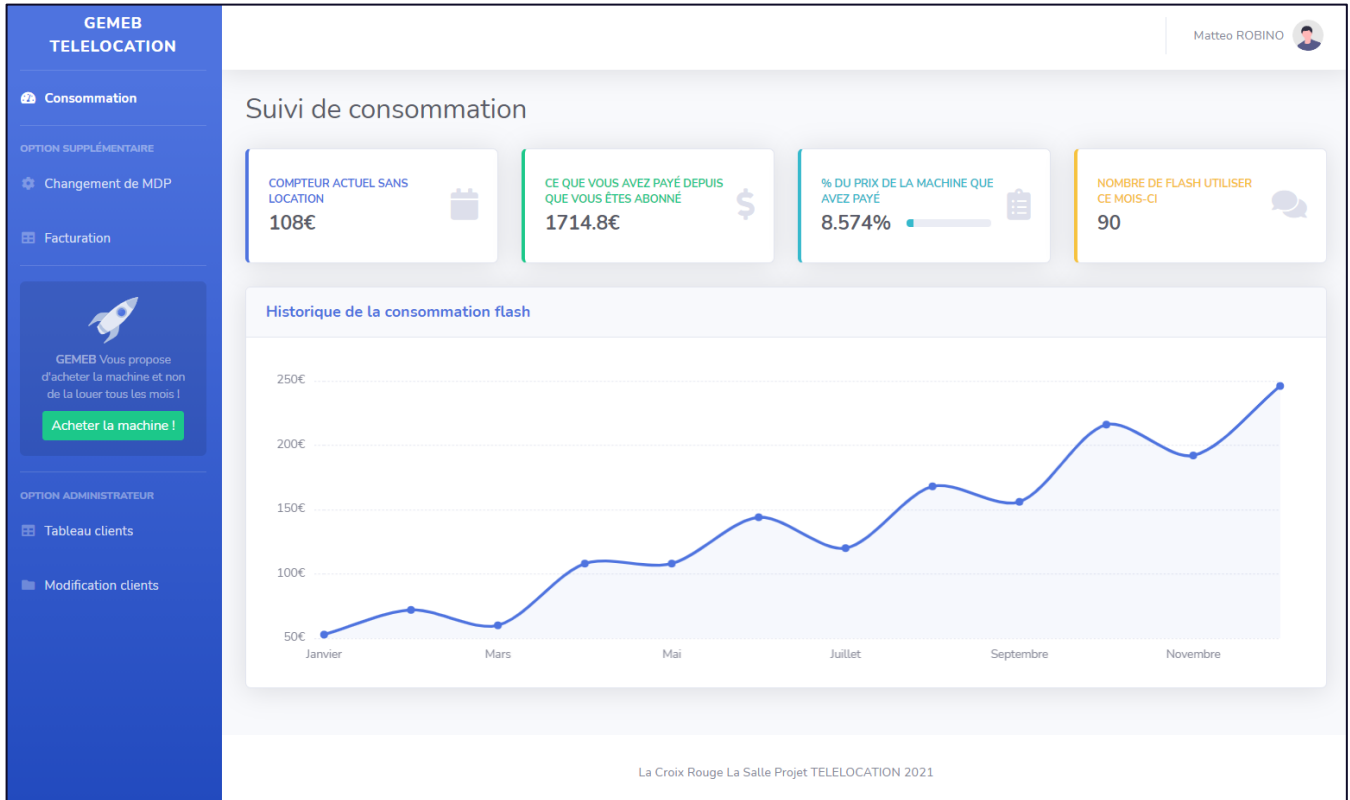 GEMEB
TELELOCATION
Consommation
OPTION SUPPLÉMENTAIRE
Changement de MDP
Facturation
GEMEB Vous propose
d'acheter la machine et non
de la louer tous les mois !
Acheter la machine !
OPTION ADMINISTRATEUR
Tableau clients
Modification clients
Matteo ROBINO
Suivi de consommation
COMPTEUR ACTUEL SANS
LOCATION
108€
CE QUE VOUS AVEZ PAYÉ DEPUIS
QUE VOUS ÊTES ABONNÉ
1714.8€
% DU PRIX DE LA MACHINE QUE
AVEZ PAYÉ
8.574%
NOMBRE DE FLASH UTILISER
CE MOIS-CI
90
Historique de la consommation flash
250€
200€
150€
100€
50€
Janvier Mars Mai Juillet Septembre Novembre
La Croix Rouge La Salle Projet TELELOCATION 2021